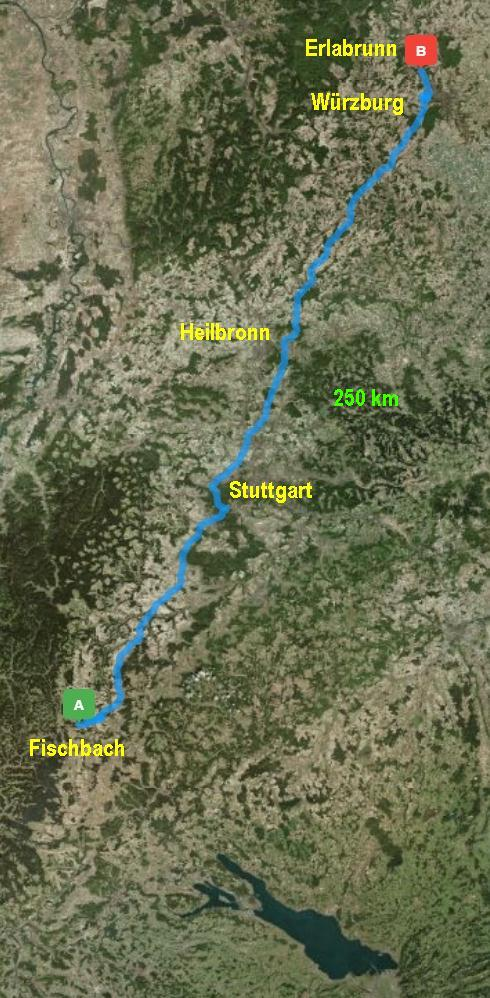 Erlabrunn B
Würzburg
Heilbronn
250 km
Stuttgart
A
Fischbach